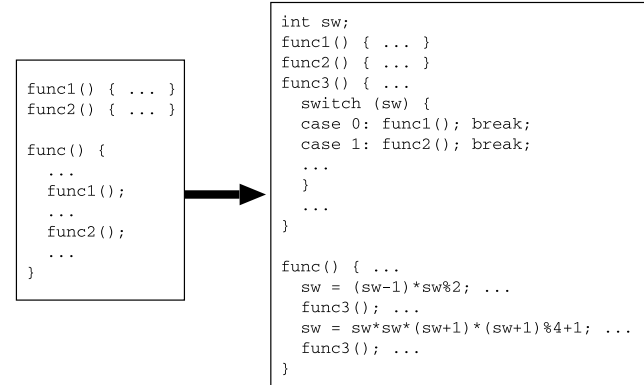 func1() { ... }
func2() { ... }
func() {
...
func1();
...
func2();
...
}
int sw;
func1() { ... }
func2() { ... }
func3() { ...
switch (sw) {
case 0: func1(); break;
case 1: func2(); break;
...
}
...
}
func() { ...
sw = (sw-1)*sw%2; ...
func3(); ...
sw = sw*sw*(sw+1)*(sw+1)%4+1; ...
func3(); ...
}